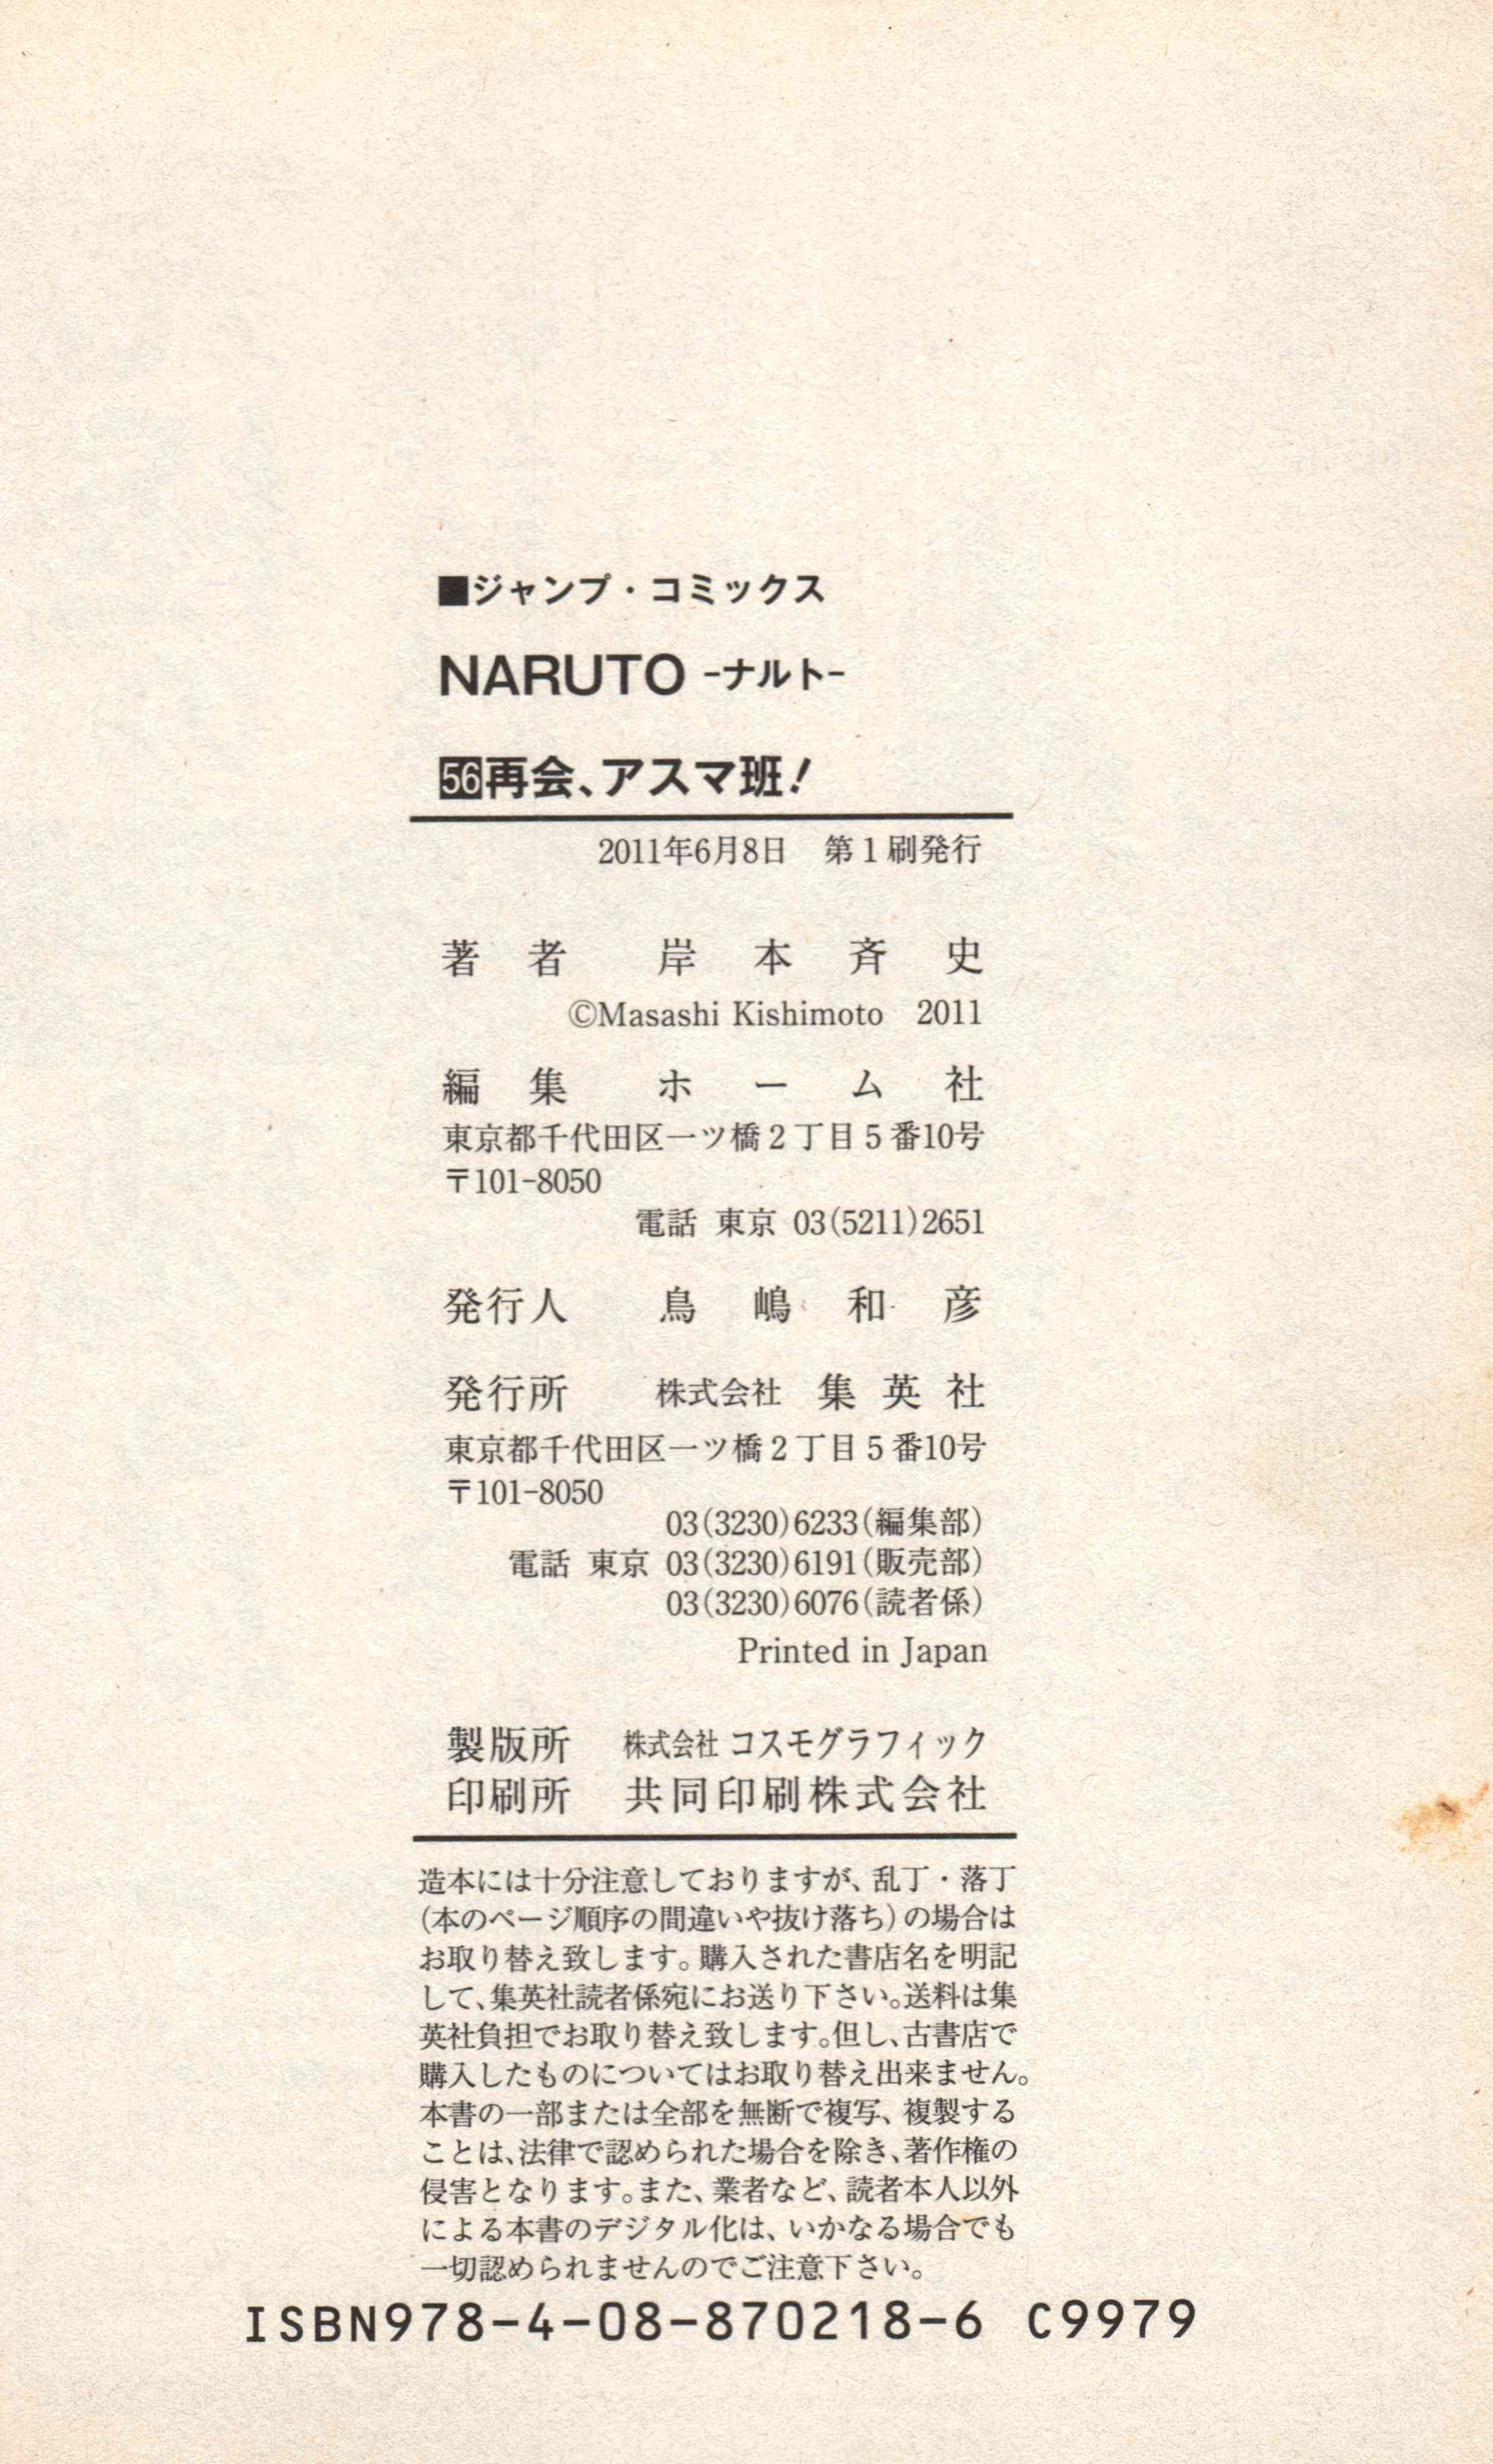 ■ジャンプ・コミックス
NARUTO -ナルト-
56再会、アスマ班!
2011年6月8日 第1刷発行
著者 岸本斉史
©Masashi Kishimoto 2011
編集 ホーム社
東京都千代田区一ツ橋2丁目5番10号
〒101-8050
電話 東京 03(5211)2651
発行人 鳥嶋和彦
発行所 株式会社 集英社
東京都千代田区一ツ橋2丁目5番10号
〒101-8050
03(3230)6233(編集部)
電話 東京 03(3230)6191(販売部)
03(3230)6076(読者係)
Printed in Japan
製版所 株式会社 コスモグラフィック
印刷所 共同印刷株式会社
造本には十分注意しておりますが、乱丁・落丁
(本のページ順序の間違いや抜け落ち)の場合は
お取り替え致します。購入された書店名を明記
して、集英社読者係宛にお送り下さい。送料は集
英社負担でお取り替え致します。但し、古書店で
購入したものについてはお取り替え出来ません。
本書の一部または全部を無断で複写、複製する
ことは、法律で認められた場合を除き、著作権の
侵害となります。また、業者など、読者本人以外
による本書のデジタル化は、いかなる場合でも
一切認められませんのでご注意下さい。
ISBN978-4-08-870218-6 C9979